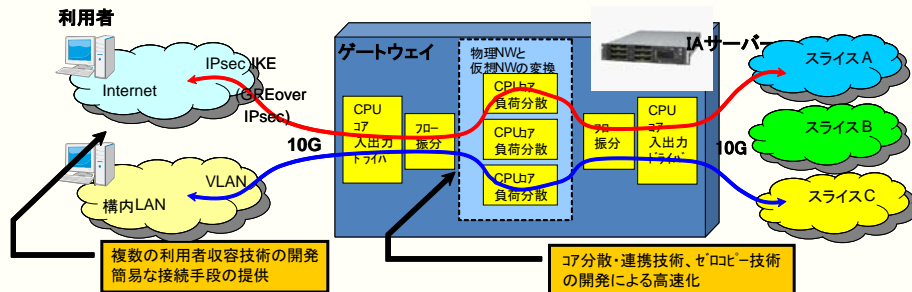 利用者
Internet
IPsec IKE
(GREover
IPsec)
構内LAN
VLAN
10G
ゲートウェイ
CPU
コア
入出力
ドライバ
フロー
振分
物理NWと
仮想NWの変換
CPUコア
負荷分散
CPUコア
負荷分散
CPUコア
負荷分散
フロー
振分
CPU
コア
入出力
ドライバ
IAサーバー
10G
スライスA
スライスB
スライスC
複数の利用者収容技術の開発
簡易な接続手段の提供
コア分散・連携技術、ゼロコピー技術
の開発による高速化